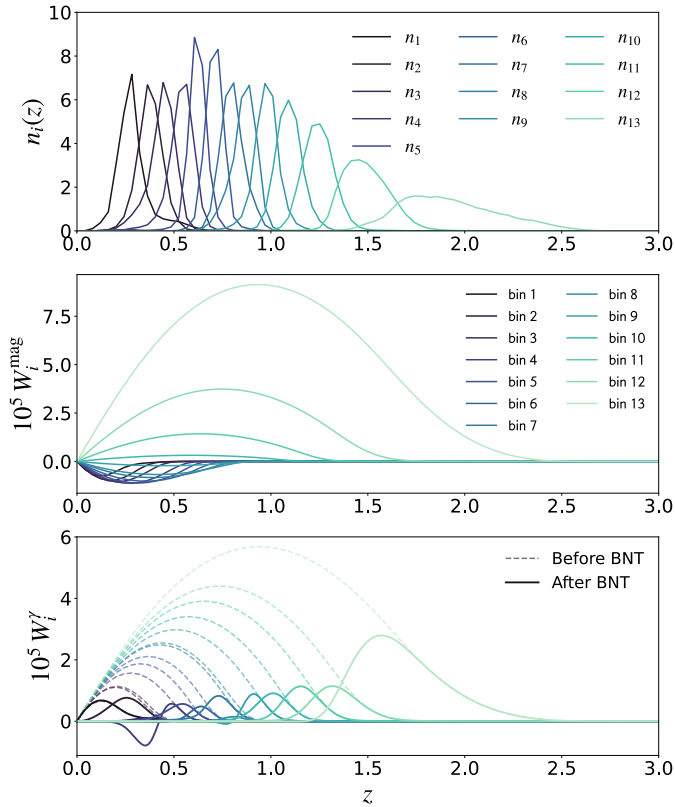 10
8
6
4
2
0
n_i(z)
n_1 n_6 n_10
n_2 n_7 n_11
n_3 n_8 n_12
n_4 n_9 n_13
n_5
0.0 0.5 1.0 1.5 2.0 2.5 3.0
7.5
5.0
2.5
0.0
10^5 W_i^mag
bin 1 bin 8
bin 2 bin 9
bin 3 bin 10
bin 4 bin 11
bin 5 bin 12
bin 6 bin 13
bin 7
0.0 0.5 1.0 1.5 2.0 2.5 3.0
6
4
2
0
10^5 W_i^γ
Before BNT
After BNT
0.0 0.5 1.0 1.5 2.0 2.5 3.0
z